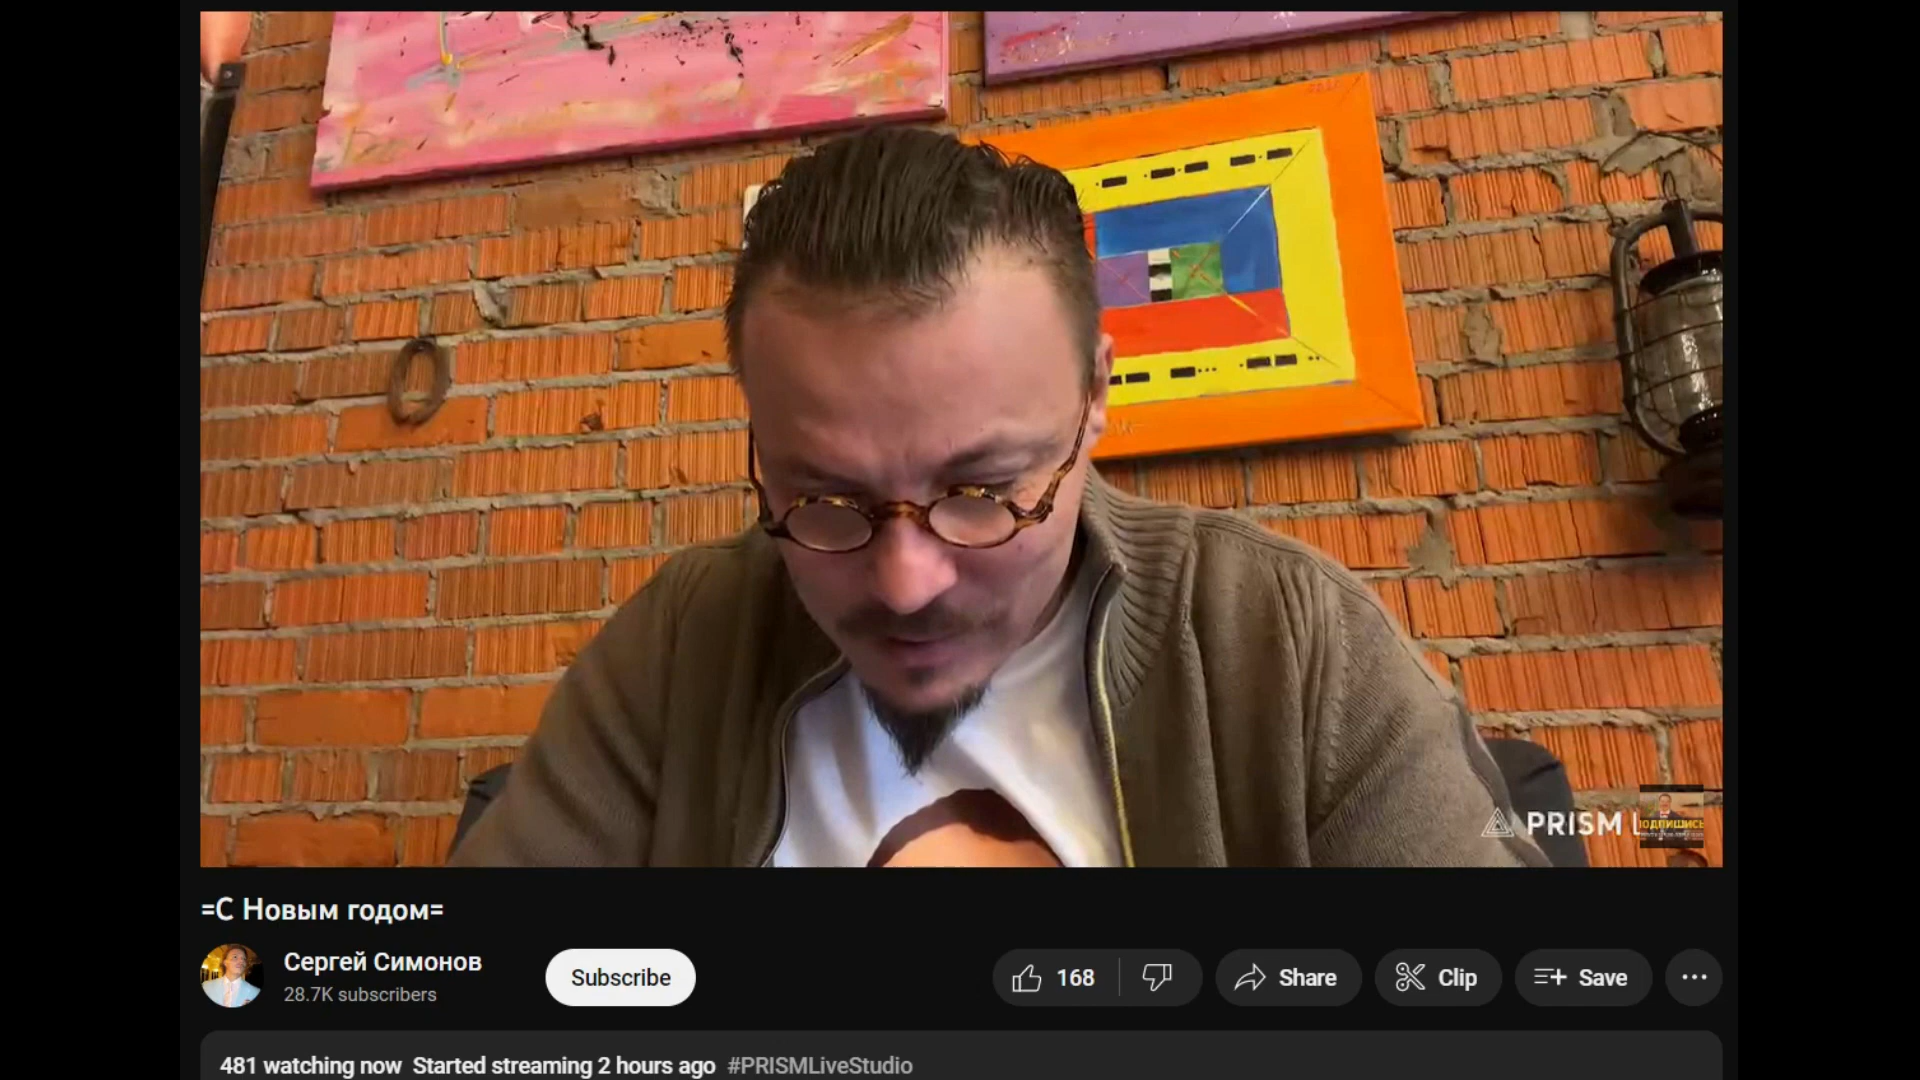 PRISM L
ПОДПИШИСЬ
=С Новым годом=
Сергей Симонов
28.7K subscribers
Subscribe
168
Share
Clip
Save
481 watching now Started streaming 2 hours ago #PRISMLiveStudio